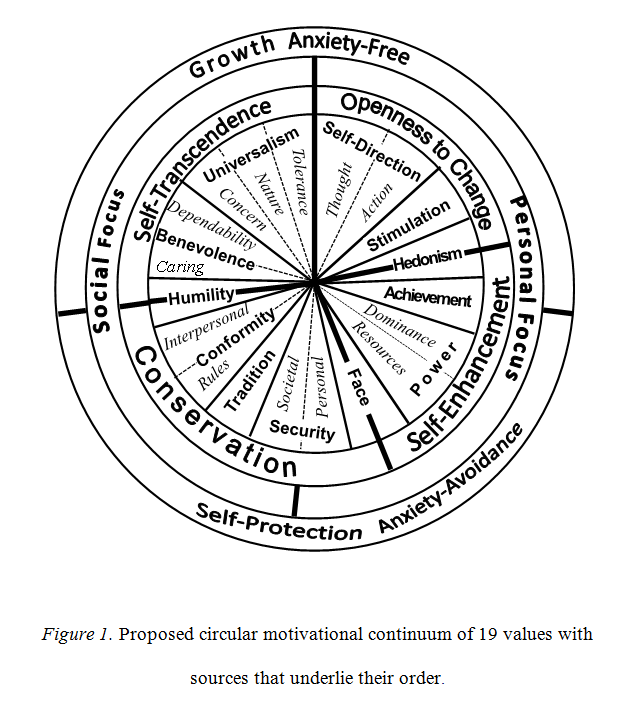 Growth Anxiety-Free
Self-Transcendence
Openness to Change
Social Focus
Personal Focus
Universalism
Concern
Nature
Tolerance
Self-Direction
Thought
Action
Stimulation
Hedonism
Dependability
Benevolence
Caring
Humility
Achievement
Dominance
Resources
Power
Interpersonal
Conformity
Rules
Tradition
Societal
Personal
Security
Face
Conservation
Self-Enhancement
Self-Protection Anxiety-Avoidance
Figure 1. Proposed circular motivational continuum of 19 values with
sources that underlie their order.